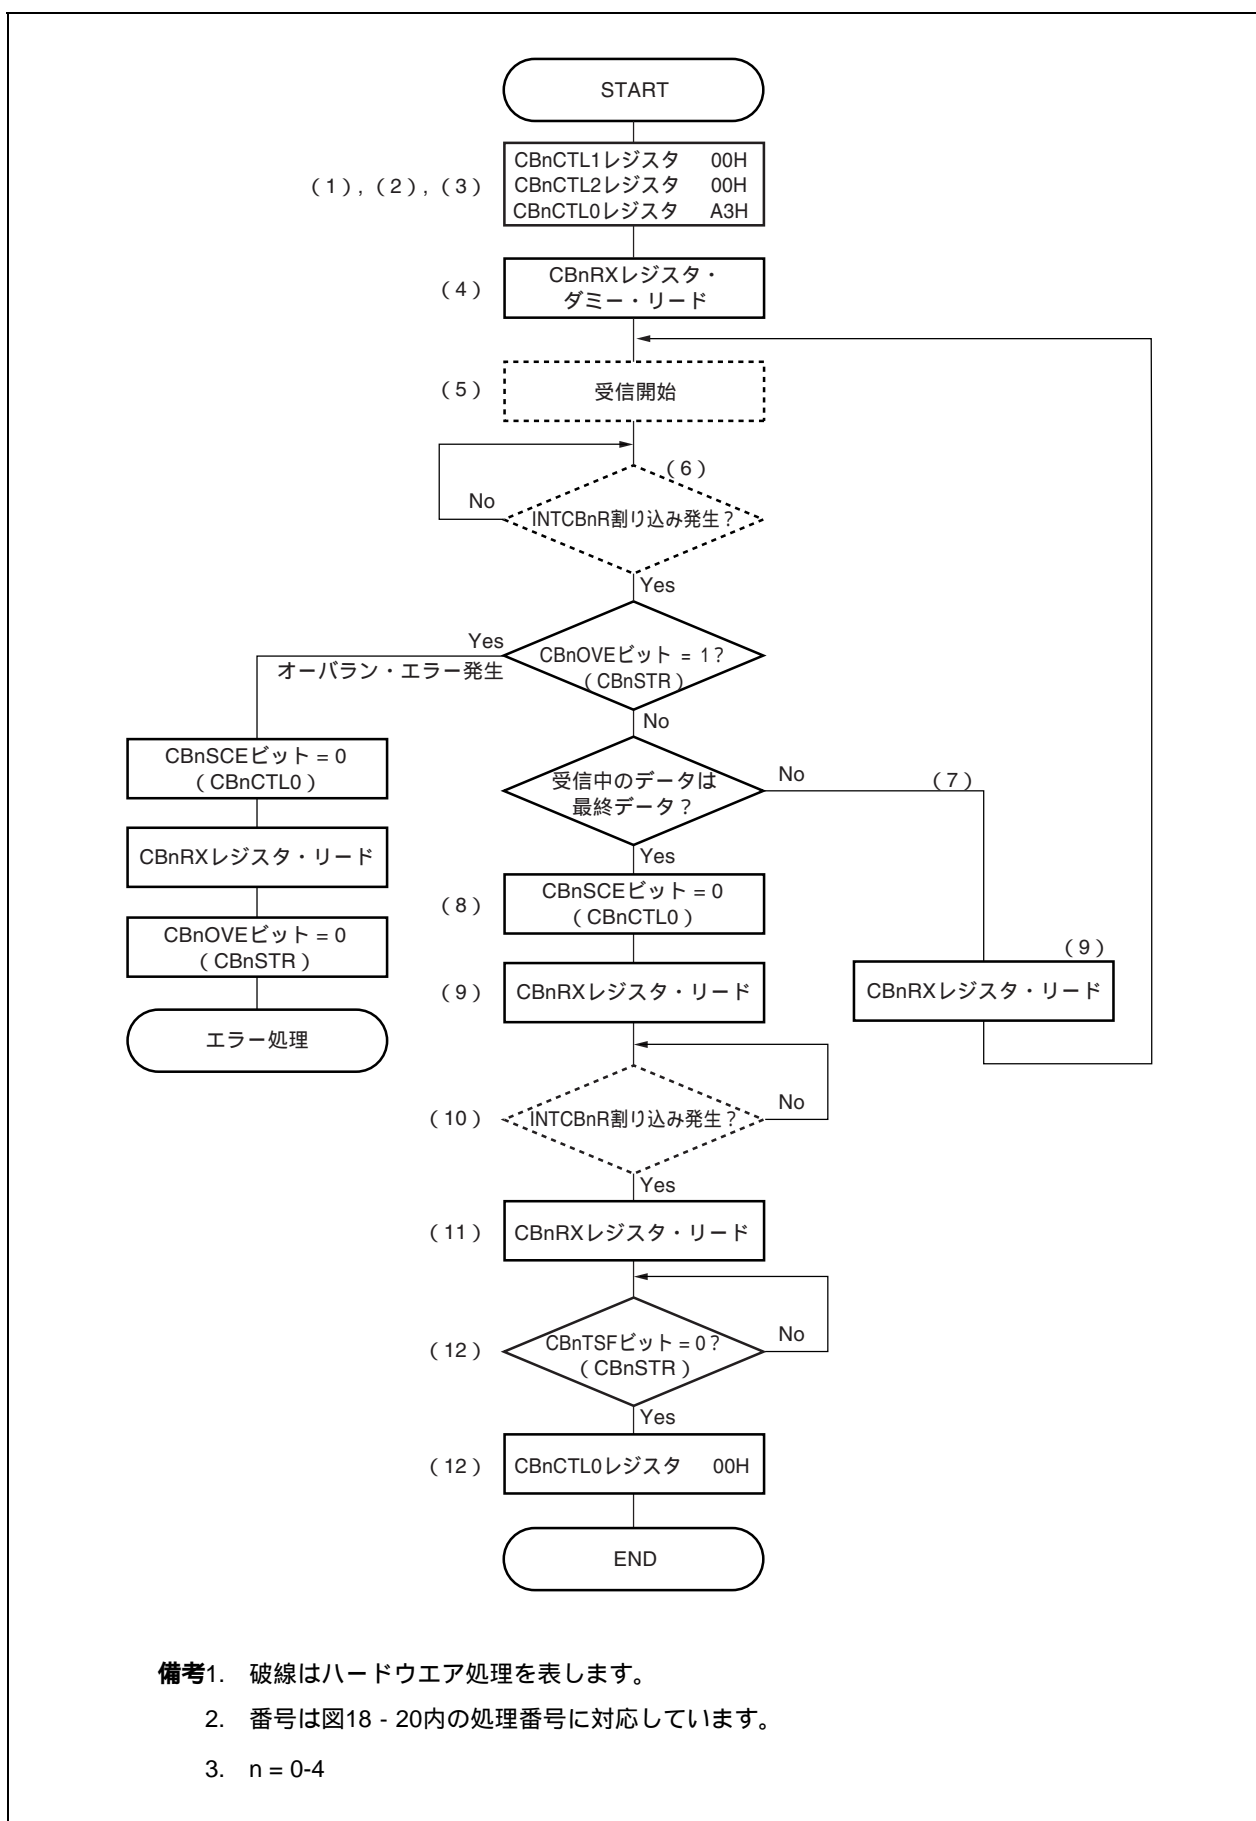 START
（1）,（2）,（3）
CBnCTL1レジスタ 00H
CBnCTL2レジスタ 00H
CBnCTL0レジスタ A3H
（4）
CBnRXレジスタ・
ダミー・リード
（5）
受信開始
（6）
No
INTCBnR割り込み発生？
Yes
Yes
オーバラン・エラー発生
CBnOVEビット = 1？
（CBnSTR）
No
CBnSCEビット = 0
（CBnCTL0）
受信中のデータは
最終データ？
No
（7）
Yes
CBnRXレジスタ・リード
（8）
CBnSCEビット = 0
（CBnCTL0）
CBnOVEビット = 0
（CBnSTR）
（9）
（9）
CBnRXレジスタ・リード
CBnRXレジスタ・リード
エラー処理
（10）
INTCBnR割り込み発生？
No
Yes
（11）
CBnRXレジスタ・リード
（12）
CBnTSFビット = 0？
（CBnSTR）
No
Yes
（12）
CBnCTL0レジスタ 00H
END
備考1. 破線はハードウエア処理を表します。
2. 番号は図18 - 20内の処理番号に対応しています。
3. n = 0-4